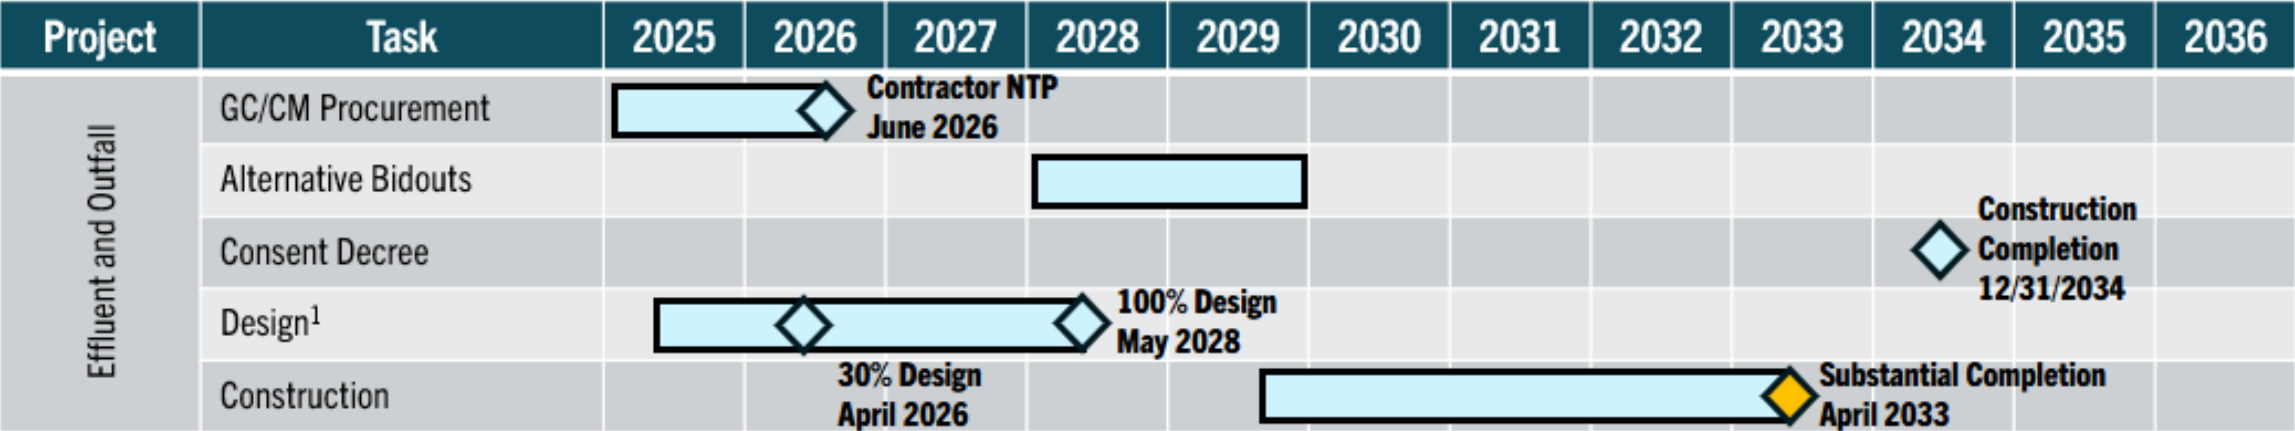 Project Task 2025 2026 2027 2028 2029 2030 2031 2032 2033 2034 2035 2036
Effluent and Outfall
GC/CM Procurement
Contractor NTP
June 2026
Alternative Bidouts
Consent Decree
Construction
Completion
12/31/2034
Design¹
100% Design
May 2028
30% Design
April 2026
Construction
Substantial Completion
April 2033